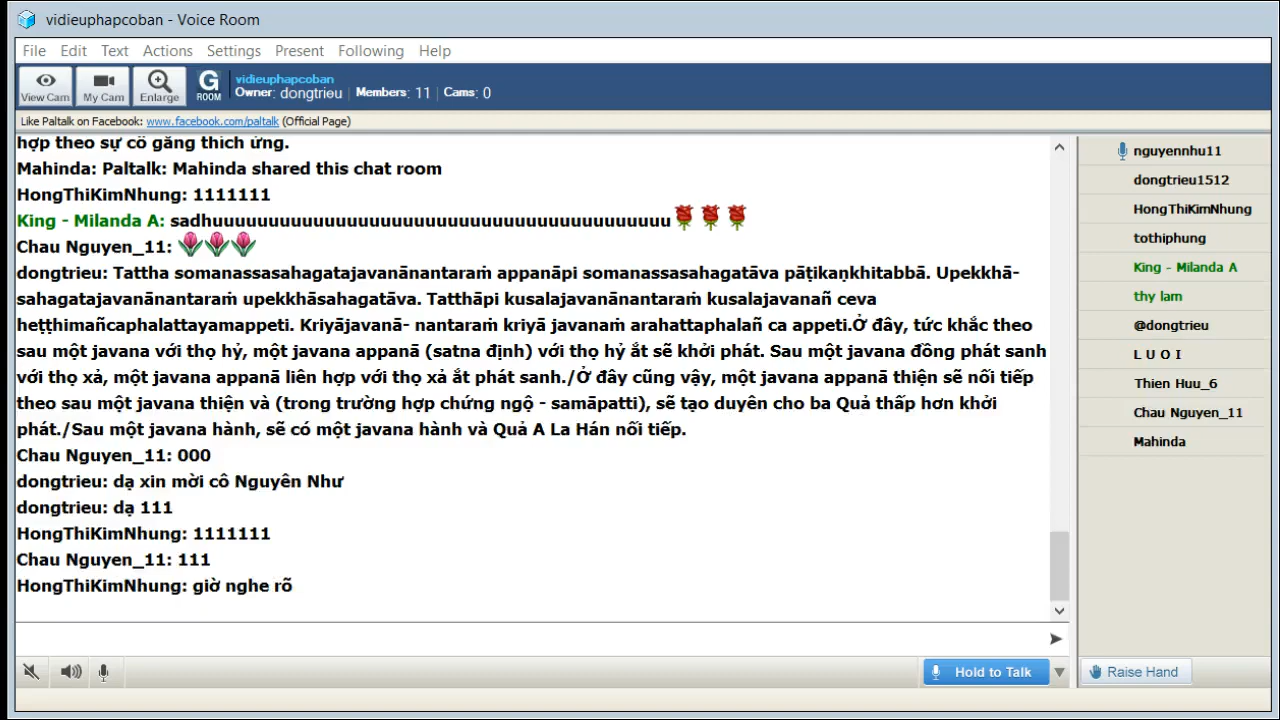 vidieuphapcoban - Voice Room
File Edit Text Actions Settings Present Following Help
View Cam My Cam Enlarge G ROOM vidieuphapcoban
Owner: dongtrieu Members: 11 Cams: 0
Like Paltalk on Facebook: www.facebook.com/paltalk (Official Page)
hợp theo sự cố gắng thích ứng.
Mahinda: Paltalk: Mahinda shared this chat room
HongThiKimNhung: 1111111
King - Milanda A: sadhuuuuuuuuuuuuuuuuuuuuuuuuuuuuuuuuuuuuuuuuu
Chau Nguyen_11:
dongtrieu: Tattha somanassasahagatajavanānantaraṁ appanāpi somanassasahagatāva pāṭikaṇkhitabbā. Upekkhā-
sahagatajavanānantaraṁ upekkhāsahagatāva. Tatthāpi kusalajavanānantaraṁ kusalajavanañ ceva
heṭṭhimañcaphalattayamappeti. Kriyājavanā- nantaraṁ kriyā javanaṁ arahattaphalañ ca appeti.Ở đây, tức khắc theo
sau một javana với thọ hỷ, một javana appanā (satna định) với thọ hỷ ắt sẽ khởi phát. Sau một javana đồng phát sanh
với thọ xả, một javana appanā liên hợp với thọ xả ắt phát sanh./Ở đây cũng vậy, một javana appanā thiện sẽ nối tiếp
theo sau một javana thiện và (trong trường hợp chứng ngộ - samāpatti), sẽ tạo duyên cho ba Quả thấp hơn khởi
phát./Sau một javana hành, sẽ có một javana hành và Quả A La Hán nối tiếp.
Chau Nguyen_11: 000
dongtrieu: dạ xin mời cô Nguyên Như
dongtrieu: dạ 111
HongThiKimNhung: 1111111
Chau Nguyen_11: 111
HongThiKimNhung: giờ nghe rõ
Hold to Talk
nguyennhu11
dongtrieu1512
HongThiKimNhung
tothiphung
King - Milanda A
thy lam
@dongtrieu
L U O I
Thien Huu_6
Chau Nguyen_11
Mahinda
Raise Hand